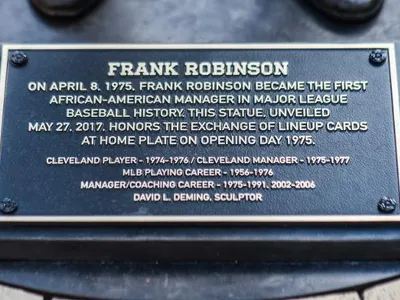 FRANK ROBINSON
ON APRIL 8, 1975, FRANK ROBINSON BECAME THE FIRST
AFRICAN-AMERICAN MANAGER IN MAJOR LEAGUE
BASEBALL HISTORY. THIS STATUE, UNVEILED
MAY 27, 2017, HONORS THE EXCHANGE OF LINEUP CARDS
AT HOME PLATE ON OPENING DAY 1975.
CLEVELAND PLAYER - 1974-1976 / CLEVELAND MANAGER - 1975-1977
MLB PLAYING CAREER - 1956-1976
MANAGER/COACHING CAREER - 1975-1991, 2002-2006
DAVID L. DEMING, SCULPTOR